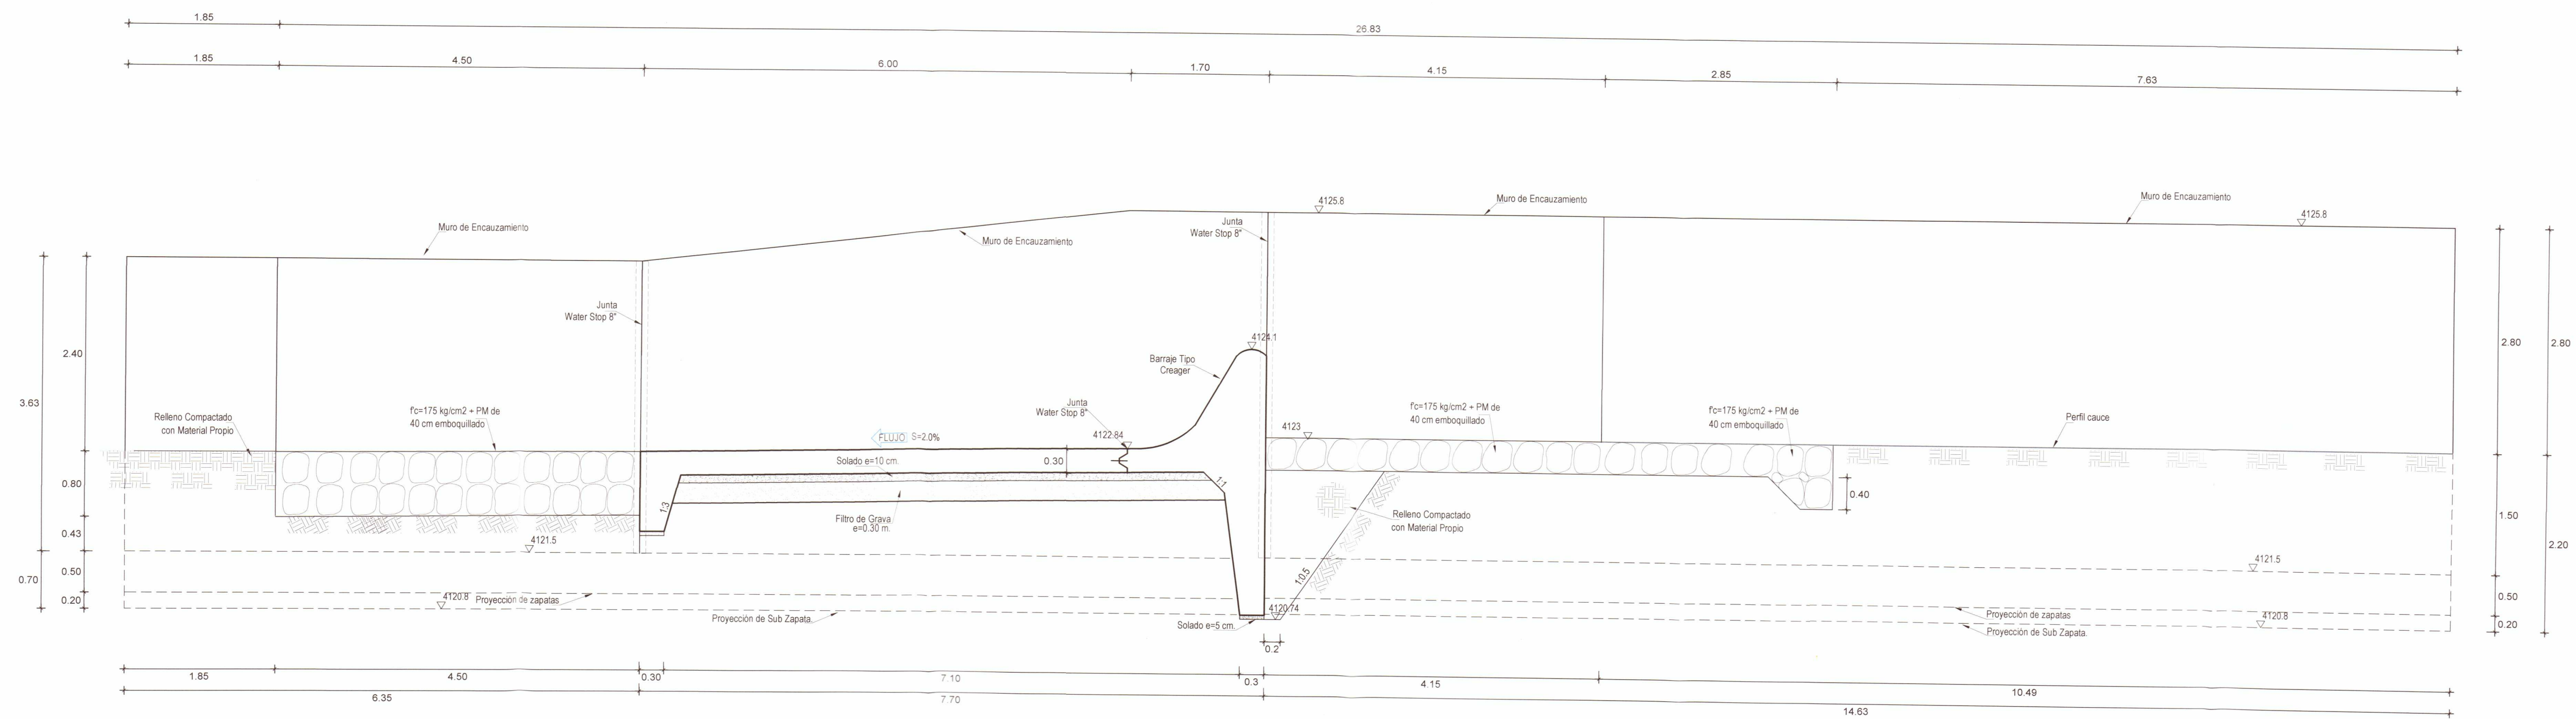 1.85
26.83
1.85
4.50
6.00
1.70
4.15
2.85
7.63
4125.8
Muro de Encauzamiento
Muro de Encauzamiento
4125.8
Muro de Encauzamiento
Muro de Encauzamiento
Junta
Water Stop 8"
Junta
Water Stop 8"
4124.1
2.40
2.80
2.80
Barraje Tipo
Creager
3.63
Relleno Compactado
con Material Propio
f'c=175 kg/cm2 + PM de
40 cm emboquillado
Junta
Water Stop 8"
f'c=175 kg/cm2 + PM de
40 cm emboquillado
f'c=175 kg/cm2 + PM de
40 cm emboquillado
Perfil cauce
4123
FLUJO S=2.0%
4122.84
Solado e=10 cm.
0.30
0.80
1:3
1:1
0.40
Filtro de Grava
e=0.30 m.
Relleno Compactado
con Material Propio
1.50
0.43
4121.5
2.20
4121.5
0.70
0.50
0.20
4120.8
Proyección de zapatas
1:0.5
0.50
0.20
Proyección de Sub Zapata.
4120.74
Solado e=5 cm.
Proyección de zapatas
4120.8
Proyección de Sub Zapata.
0.2
1.85
4.50
0.30
7.10
0.3
4.15
10.49
6.35
7.70
14.63